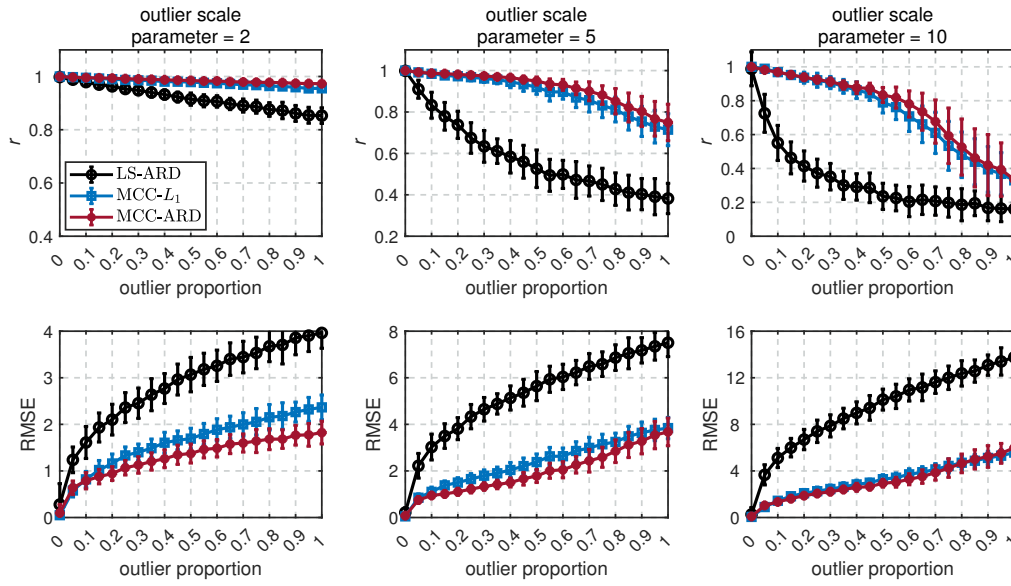 outlier scale
parameter = 2
outlier scale
parameter = 5
outlier scale
parameter = 10
r
1
0.8
0.6
0.4
LS-ARD
MCC-L₁
MCC-ARD
0 0.1 0.2 0.3 0.4 0.5 0.6 0.7 0.8 0.9 1
outlier proportion
r
1
0.8
0.6
0.4
0.2
0 0.1 0.2 0.3 0.4 0.5 0.6 0.7 0.8 0.9 1
outlier proportion
r
1
0.8
0.6
0.4
0.2
0
0 0.1 0.2 0.3 0.4 0.5 0.6 0.7 0.8 0.9 1
outlier proportion
RMSE
4
3
2
1
0
0 0.1 0.2 0.3 0.4 0.5 0.6 0.7 0.8 0.9 1
outlier proportion
RMSE
8
6
4
2
0
0 0.1 0.2 0.3 0.4 0.5 0.6 0.7 0.8 0.9 1
outlier proportion
RMSE
16
12
8
4
0
0 0.1 0.2 0.3 0.4 0.5 0.6 0.7 0.8 0.9 1
outlier proportion